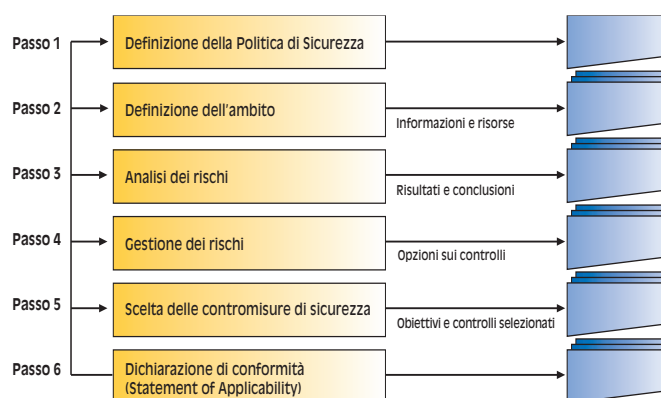 Passo 1
Definizione della Politica di Sicurezza
Passo 2
Definizione dell'ambito
Informazioni e risorse
Passo 3
Analisi dei rischi
Risultati e conclusioni
Passo 4
Gestione dei rischi
Opzioni sui controlli
Passo 5
Scelta delle contromisure di sicurezza
Obiettivi e controlli selezionati
Passo 6
Dichiarazione di conformità
(Statement of Applicability)